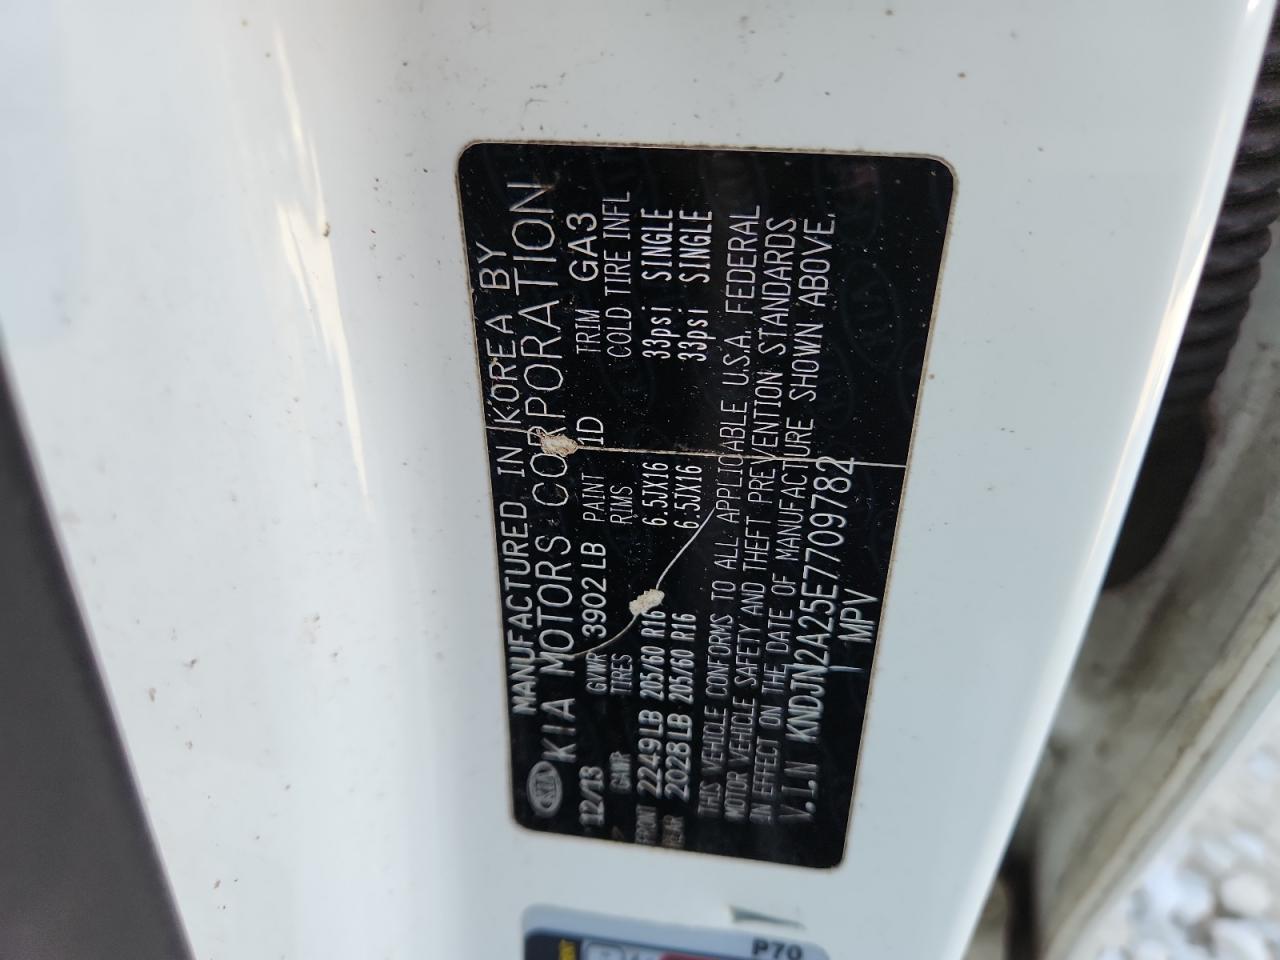 MANUFACTURED IN KOREA BY
KIA KIA MOTORS CORPORATION
12/13 GVWR 3902 LB PAINT 1D TRIM GA3
GAWR TIRES RIMS COLD TIRE INFL
FRONT 2249LB 205/60 R16 6.5JX16 33psi SINGLE
REAR 2028LB 205/60 R16 6.5JX16 33psi SINGLE
THIS VEHICLE CONFORMS TO ALL APPLICABLE U.S.A. FEDERAL
MOTOR VEHICLE SAFETY AND THEFT PREVENTION STANDARDS
IN EFFECT ON THE DATE OF MANUFACTURE SHOWN ABOVE.
V.I.N KNDJN2A25E7709782
MPV
P70